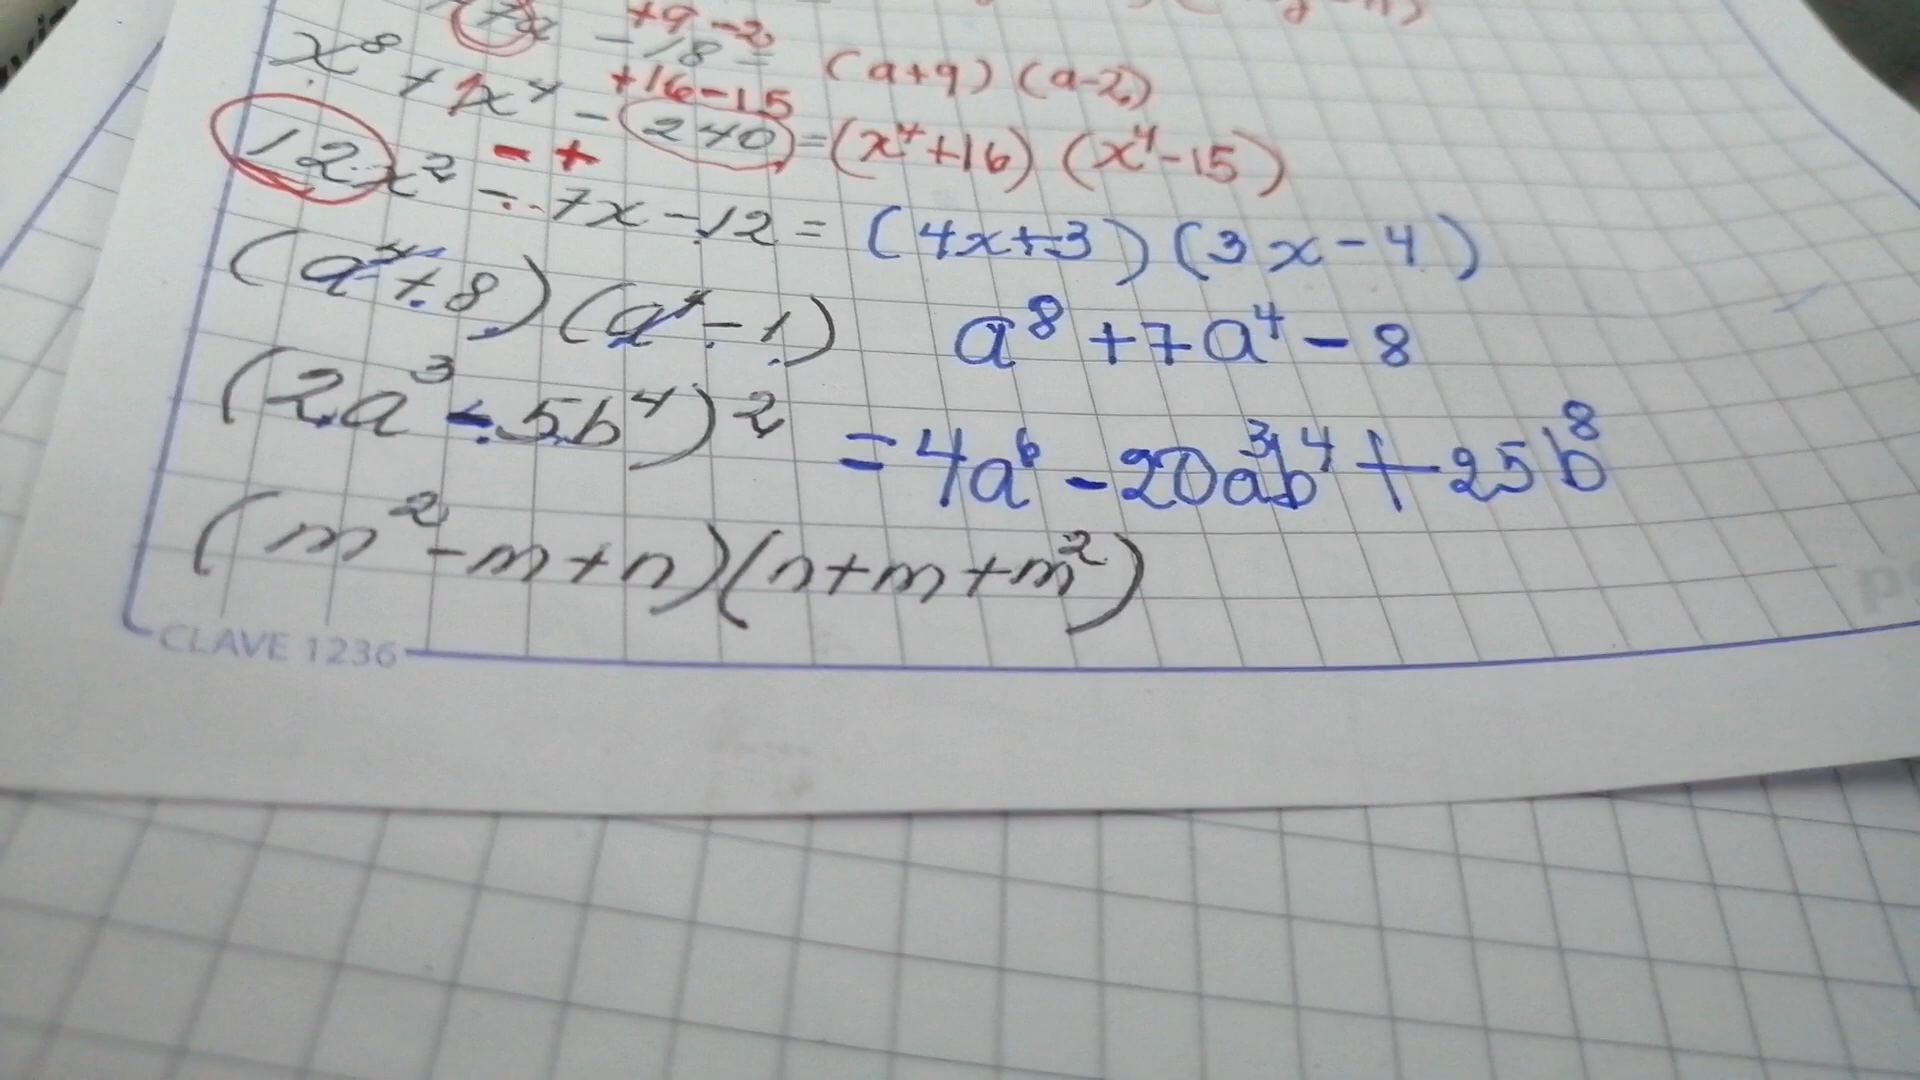 +9 -2
7a - 18 = (a+9) (a-2)
+16-15
x⁸ + 1x⁴ - 240 = (x⁴+16) (x⁴-15)
- +
12x² - 7x - 12 = (4x+3) (3x-4)
(a⁴+8) (a⁴-1) a⁸+7a⁴-8
(2a³-5b⁴)² = 4a⁶-20a³b⁴+25b⁸
(m²-m+n)(n+m+m²)
CLAVE 1236